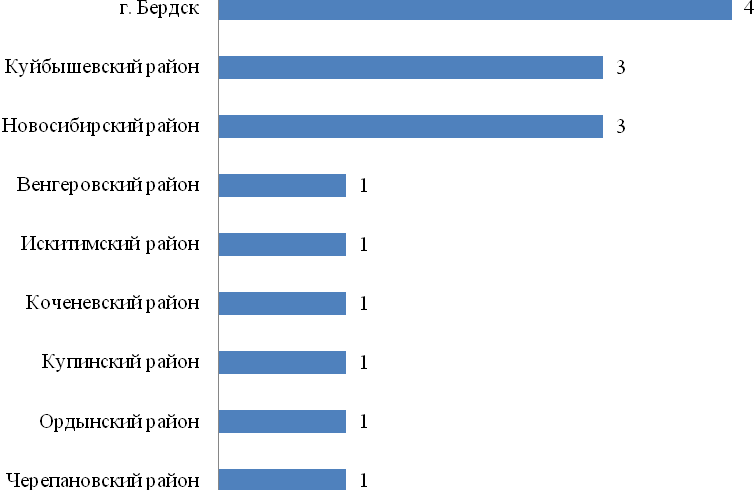 г. Бердск 4
Куйбышевский район 3
Новосибирский район 3
Венгеровский район 1
Искитимский район 1
Коченевский район 1
Купинский район 1
Ордынский район 1
Черепановский район 1